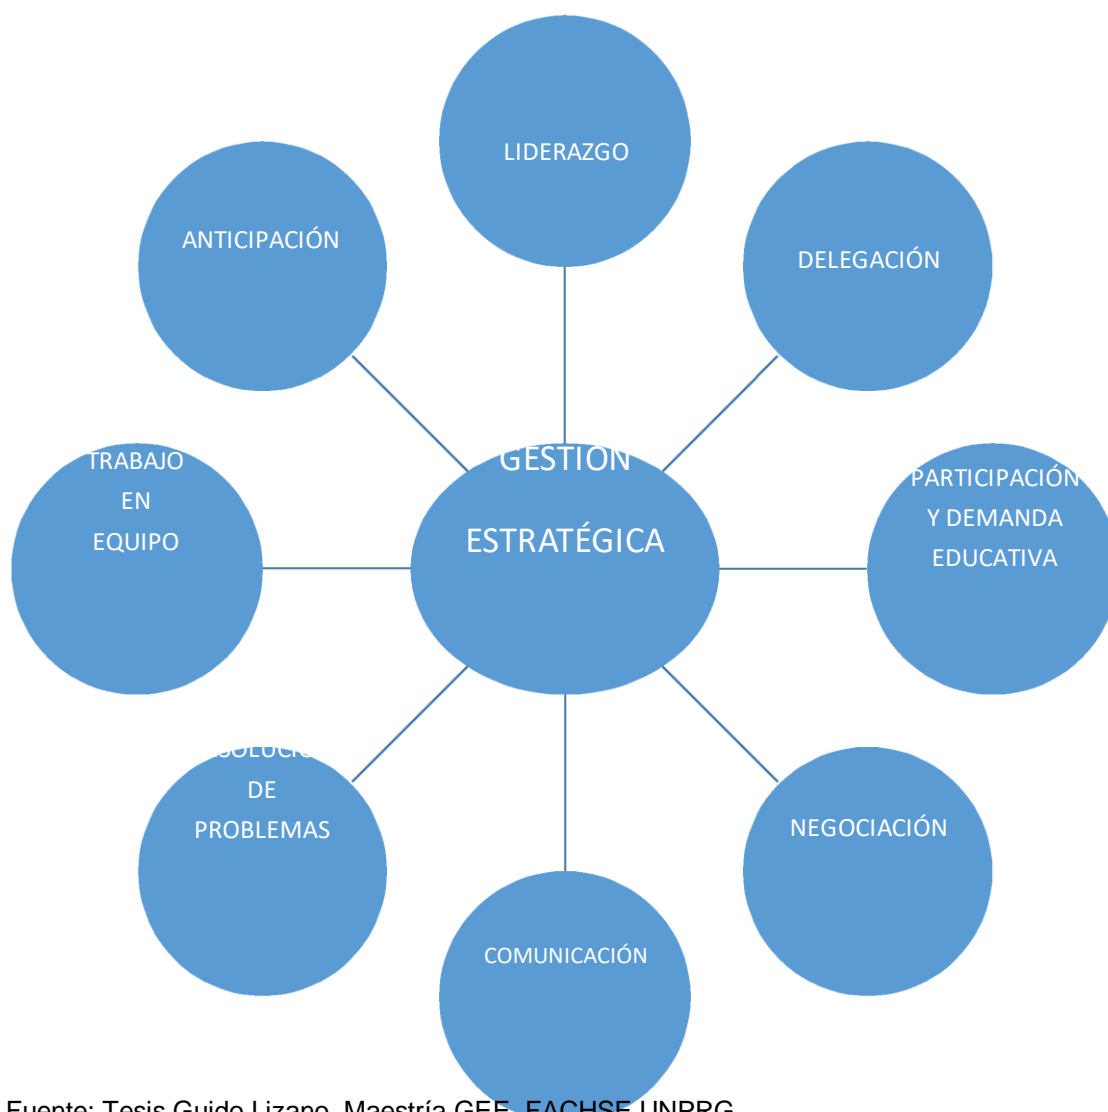 LIDERAZGO
ANTICIPACIÓN
DELEGACIÓN
GESTIÓN
ESTRATÉGICA
TRABAJO
EN
EQUIPO
PARTICIPACIÓN
Y DEMANDA
EDUCATIVA
DE
PROBLEMAS
NEGOCIACIÓN
COMUNICACIÓN
Fuente: Tesis Guido Lizano. Maestría GEE. FACHSE UNPRG